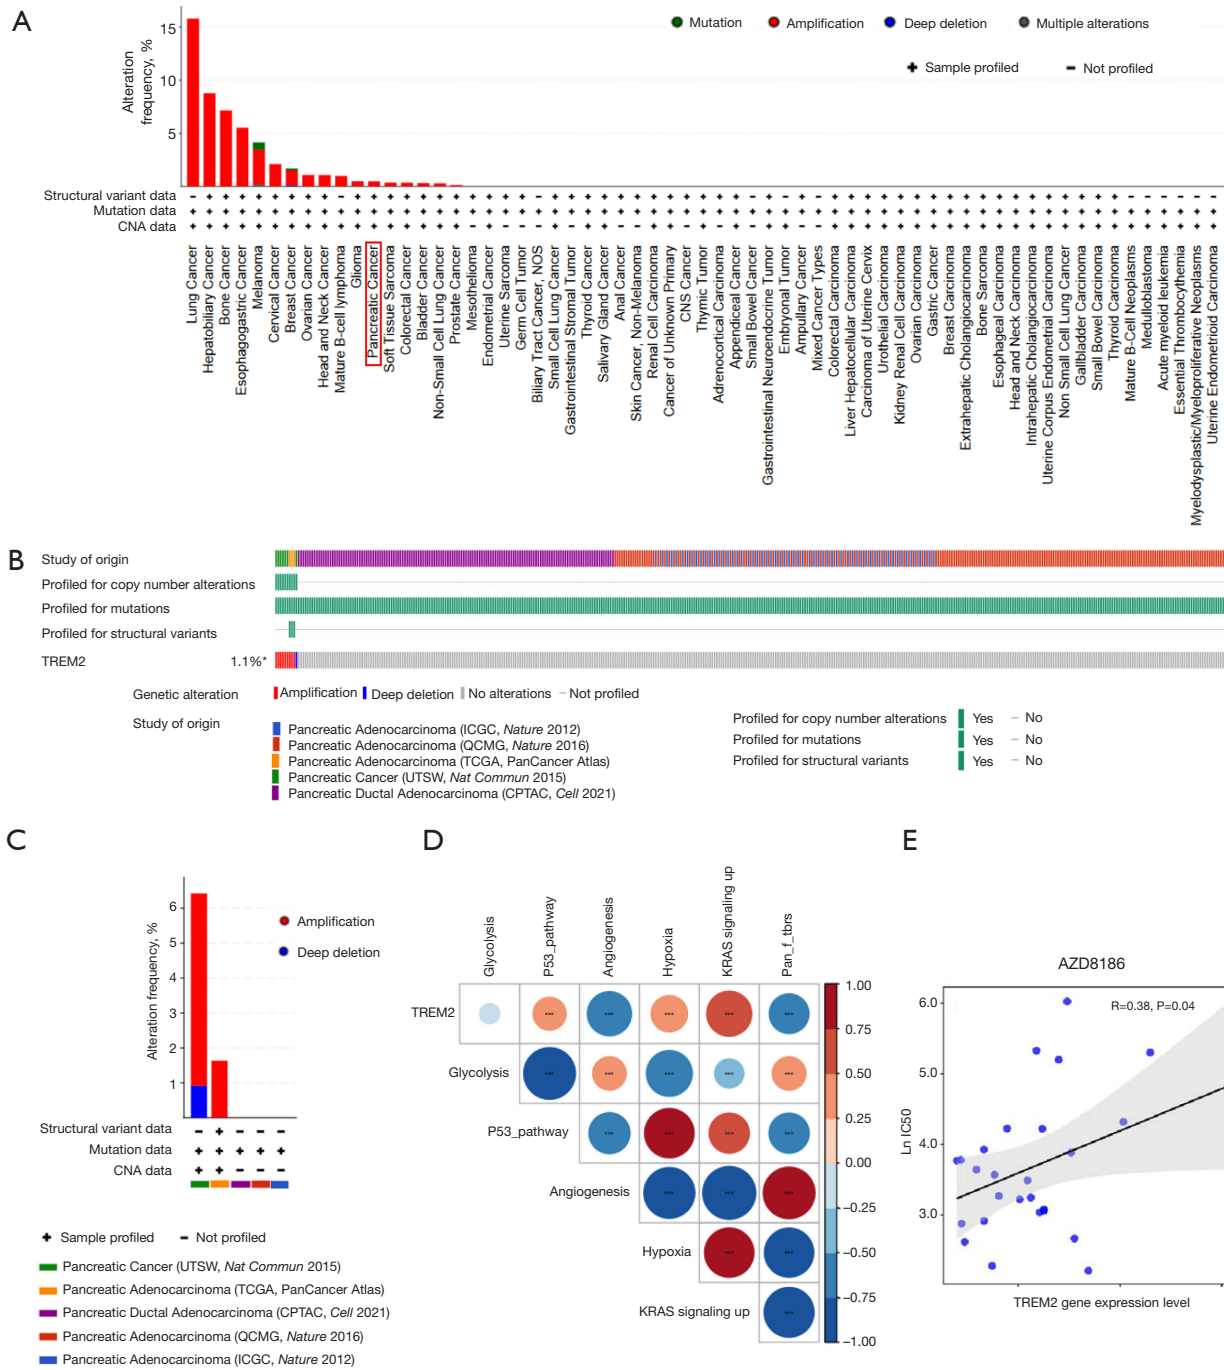 A
Mutation
Amplification
Deep deletion
Multiple alterations
Sample profiled
Not profiled
Alteration frequency, %
15
10
5
Structural variant data
Mutation data
CNA data
Lung Cancer
Hepatobiliary Cancer
Bone Cancer
Esophagogastric Cancer
Melanoma
Cervical Cancer
Breast Cancer
Ovarian Cancer
Head and Neck Cancer
Mature B-cell lymphoma
Glioma
Pancreatic Cancer
Soft Tissue Sarcoma
Colorectal Cancer
Bladder Cancer
Non-Small Cell Lung Cancer
Prostate Cancer
Mesothelioma
Endometrial Cancer
Uterine Sarcoma
Germ Cell Tumor
Biliary Tract Cancer, NOS
Small Cell Lung Cancer
Gastrointestinal Stromal Tumor
Thyroid Cancer
Salivary Gland Cancer
Anal Cancer
Skin Cancer, Non-Melanoma
Renal Cell Carcinoma
Cancer of Unknown Primary
CNS Cancer
Thymic Tumor
Adrenocortical Carcinoma
Appendiceal Cancer
Small Bowel Cancer
Gastrointestinal Neuroendocrine Tumor
Embryonal Tumor
Ampullary Cancer
Mixed Cancer Types
Colorectal Carcinoma
Liver Hepatocellular Carcinoma
Carcinoma of Uterine Cervix
Urothelial Carcinoma
Kidney Renal Cell Carcinoma
Ovarian Carcinoma
Gastric Cancer
Breast Carcinoma
Extrahepatic Cholangiocarcinoma
Bone Sarcoma
Esophageal Carcinoma
Head and Neck Carcinoma
Intrahepatic Cholangiocarcinoma
Uterine Corpus Endometrial Carcinoma
Non Small Cell Lung Cancer
Gallbladder Carcinoma
Small Bowel Carcinoma
Thyroid Carcinoma
Mature B-Cell Neoplasms
Medulloblastoma
Acute myeloid leukemia
Essential Thrombocythemia
Myelodysplastic/Myeloproliferative Neoplasms
Uterine Endometrioid Carcinoma
B
Study of origin
Profiled for copy number alterations
Profiled for mutations
Profiled for structural variants
TREM2 1.1%*
Genetic alteration Amplification Deep deletion No alterations Not profiled
Study of origin
Pancreatic Adenocarcinoma (ICGC, Nature 2012)
Pancreatic Adenocarcinoma (QCMG, Nature 2016)
Pancreatic Adenocarcinoma (TCGA, PanCancer Atlas)
Pancreatic Cancer (UTSW, Nat Commun 2015)
Pancreatic Ductal Adenocarcinoma (CPTAC, Cell 2021)
Profiled for copy number alterations Yes No
Profiled for mutations Yes No
Profiled for structural variants Yes No
C
Alteration frequency, %
6
5
4
3
2
1
Amplification
Deep deletion
Structural variant data
Mutation data
CNA data
Sample profiled Not profiled
Pancreatic Cancer (UTSW, Nat Commun 2015)
Pancreatic Adenocarcinoma (TCGA, PanCancer Atlas)
Pancreatic Ductal Adenocarcinoma (CPTAC, Cell 2021)
Pancreatic Adenocarcinoma (QCMG, Nature 2016)
Pancreatic Adenocarcinoma (ICGC, Nature 2012)
D
Glycolysis
P53_pathway
Angiogenesis
Hypoxia
KRAS signaling up
Pan_f_tbrs
TREM2 *** *** *** *** ***
Glycolysis *** *** *** *** ***
P53_pathway *** *** *** ***
Angiogenesis *** *** ***
Hypoxia *** ***
KRAS signaling up ***
1.00
0.75
0.50
0.25
0.00
−0.25
−0.50
−0.75
−1.00
E
AZD8186
R=0.38, P=0.04
Ln IC50
6.0
5.0
4.0
3.0
TREM2 gene expression level